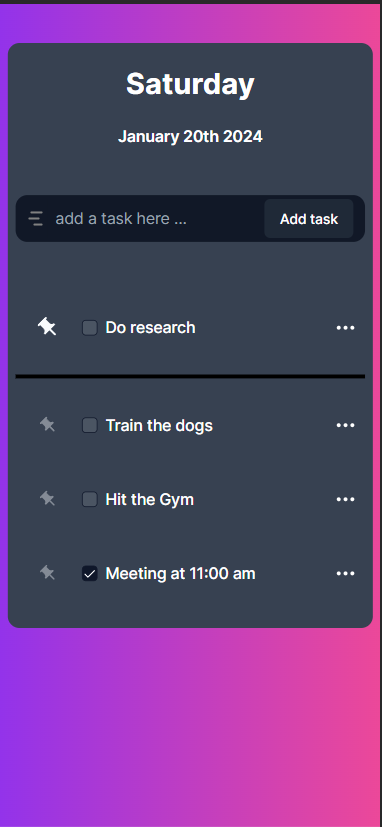 Saturday
January 20th 2024
add a task here ...
Add task
Do research
Train the dogs
Hit the Gym
Meeting at 11:00 am